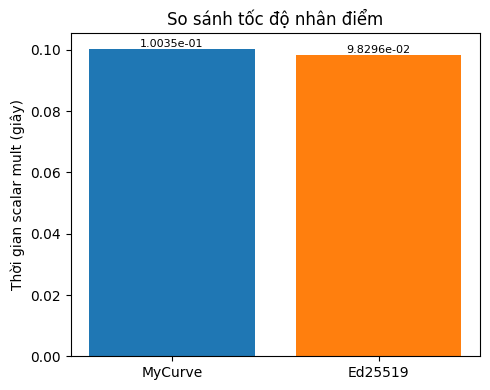 So sánh tốc độ nhân điểm
Thời gian scalar mult (giây)
0.10
0.08
0.06
0.04
0.02
0.00
1.0035e-01
9.8296e-02
MyCurve
Ed25519